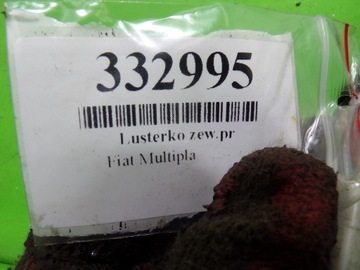 332995
Lusterko zew.pr
Fiat Multipla